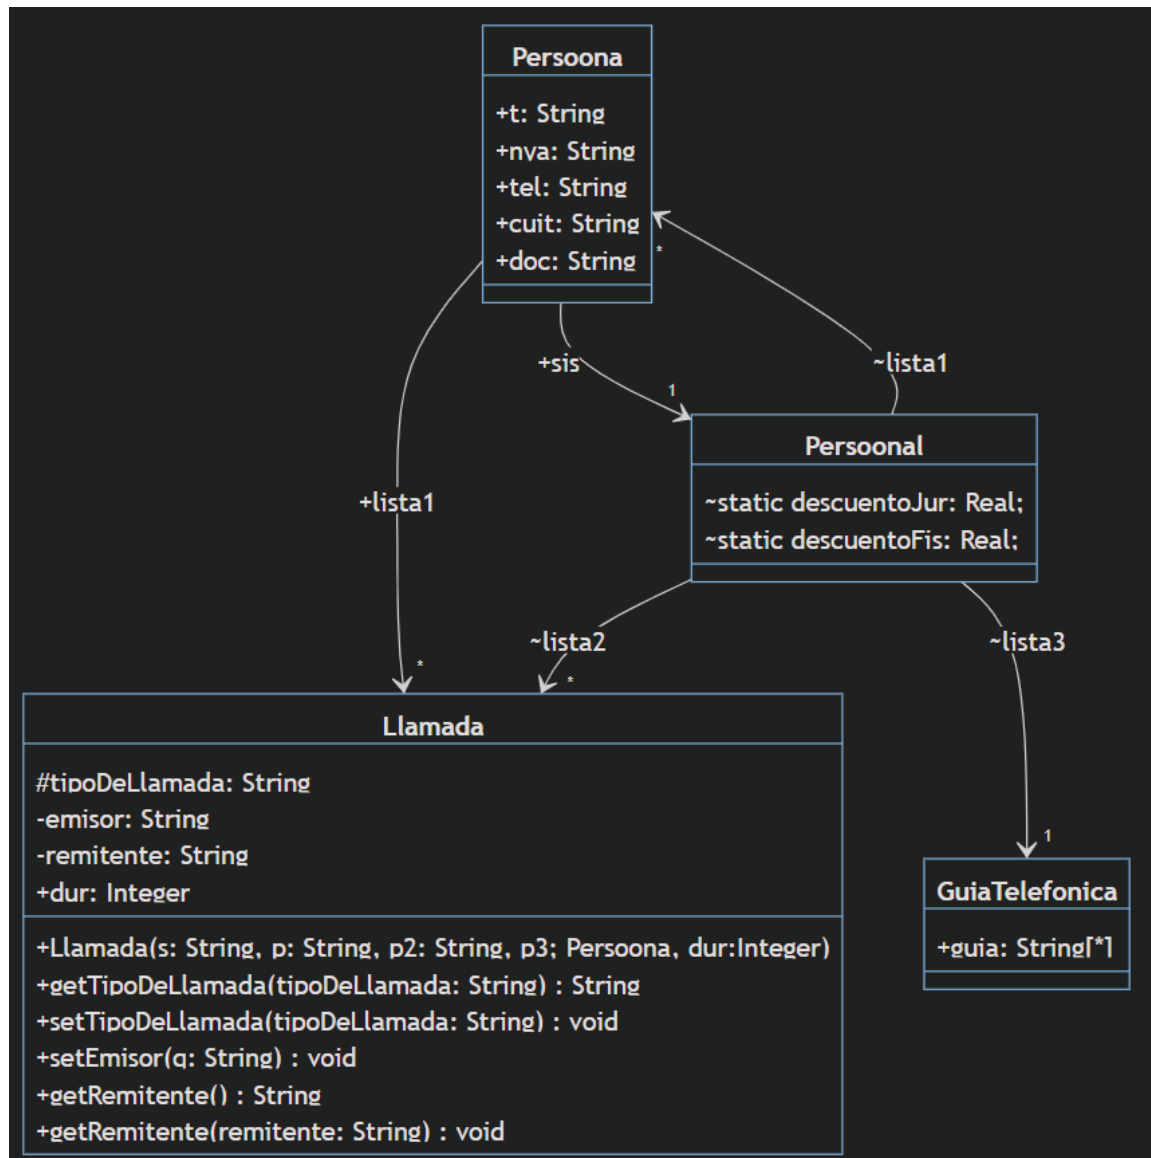 Persoona
+t: String
+nya: String
+tel: String
+cuit: String
+doc: String
*
~lista1
+sis
1
Persoonal
~static descuentoJur: Real;
~static descuentoFis: Real;
+lista1
~lista2
~lista3
*
*
Llamada
#tipoDeLlamada: String
-emisor: String
-remitente: String
+dur: Integer
+Llamada(s: String, p: String, p2: String, p3; Persoona, dur:Integer)
+getTipoDeLlamada(tipoDeLlamada: String) : String
+setTipoDeLlamada(tipoDeLlamada: String) : void
+setEmisor(q: String) : void
+getRemitente() : String
+getRemitente(remitente: String) : void
1
GuiaTelefonica
+guia: String[*]